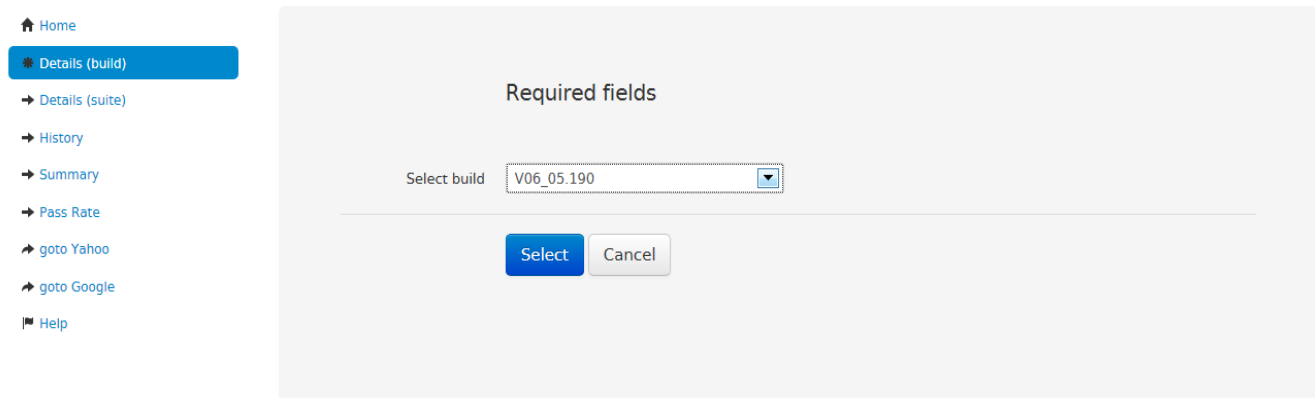 Home
Details (build)
Details (suite)
History
Summary
Pass Rate
goto Yahoo
goto Google
Help
Required fields
Select build V06_05.190
Select Cancel